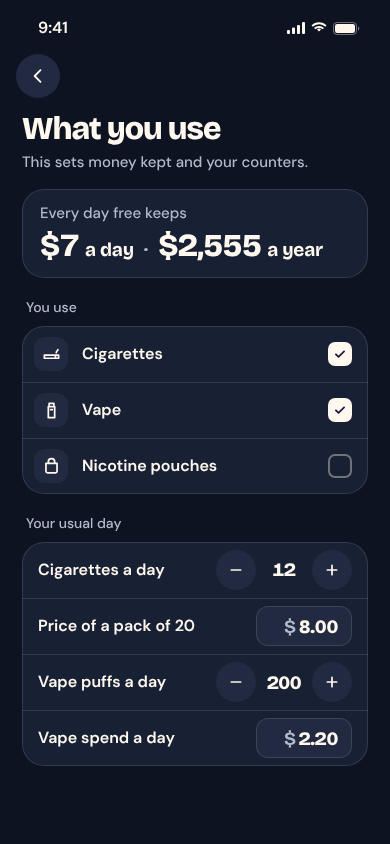 9:41
What you use
This sets money kept and your counters.
Every day free keeps
$7 a day · $2,555 a year
You use
Cigarettes
Vape
Nicotine pouches
Your usual day
Cigarettes a day − 12 +
Price of a pack of 20 $ 8.00
Vape puffs a day − 200 +
Vape spend a day $ 2.20